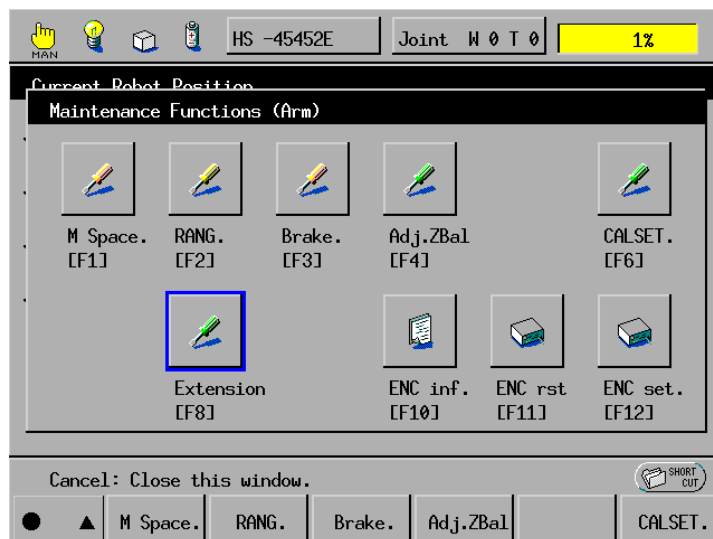 MAN
HS -45452E
Joint W 0 T 0
1%
Current Robot Position
Maintenance Functions (Arm)
M Space. RANG. Brake. Adj.ZBal CALSET.
[F1] [F2] [F3] [F4] [F6]
Extension ENC inf. ENC rst ENC set.
[F8] [F10] [F11] [F12]
Cancel: Close this window.
SHORT
CUT
M Space. RANG. Brake. Adj.ZBal CALSET.